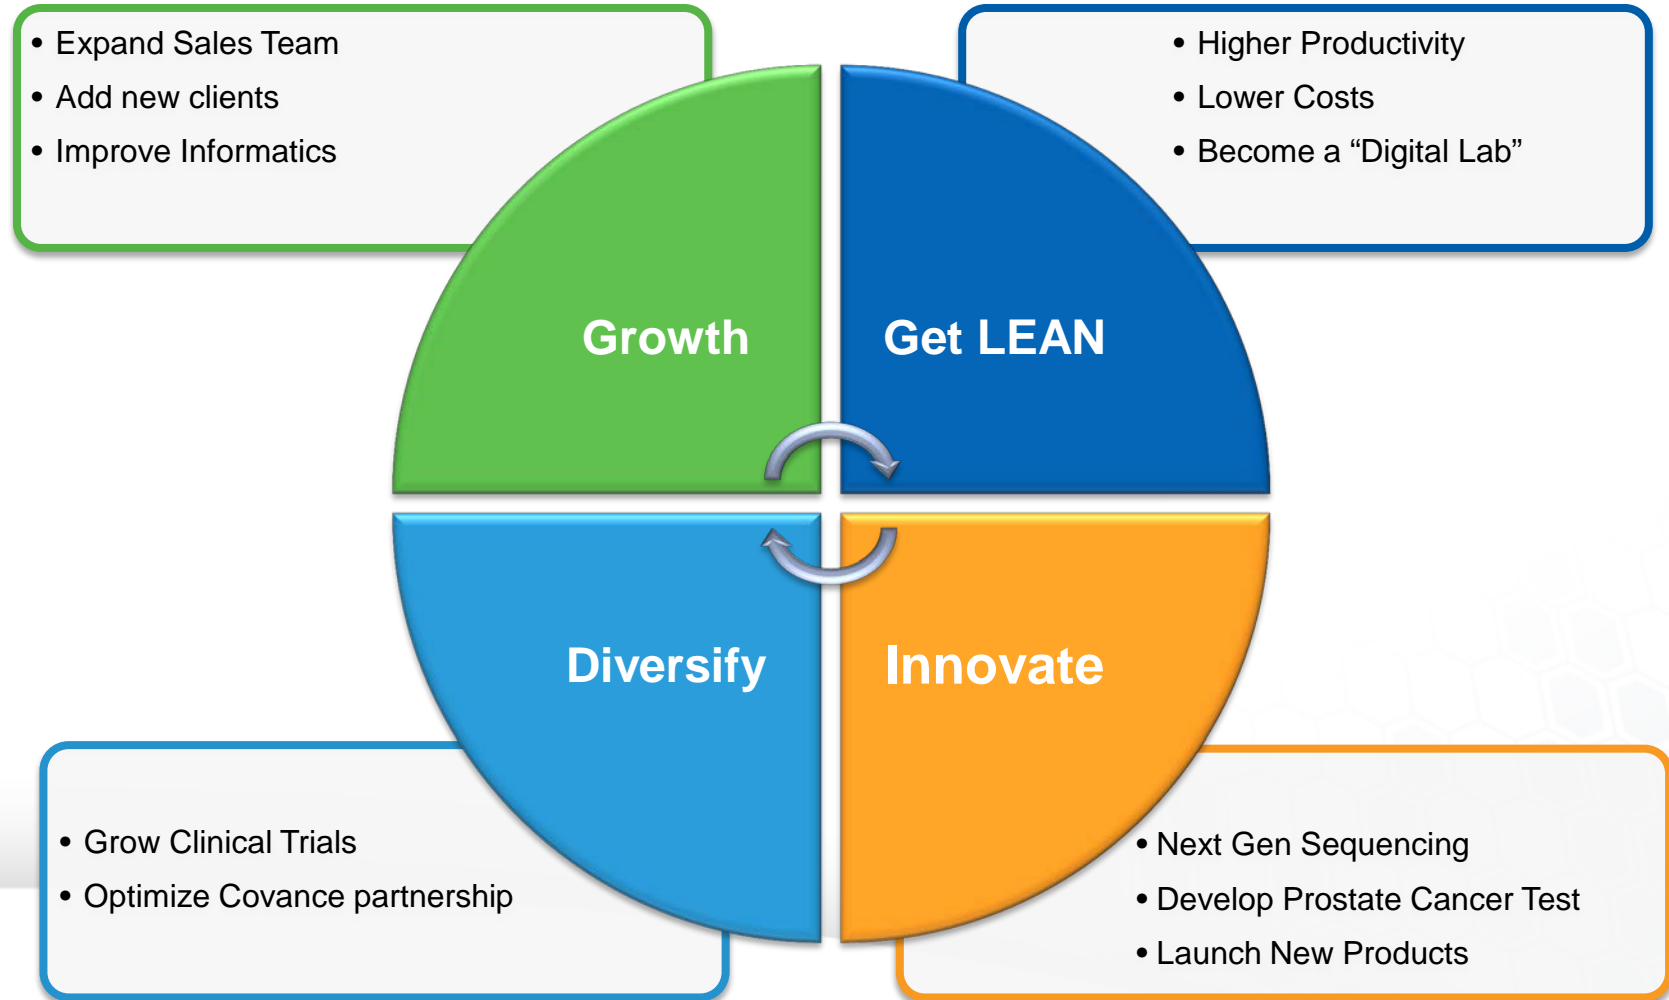 • Expand Sales Team
• Add new clients
• Improve Informatics
• Higher Productivity
• Lower Costs
• Become a “Digital Lab”
Growth
Get LEAN
Diversify
Innovate
• Grow Clinical Trials
• Optimize Covance partnership
• Next Gen Sequencing
• Develop Prostate Cancer Test
• Launch New Products